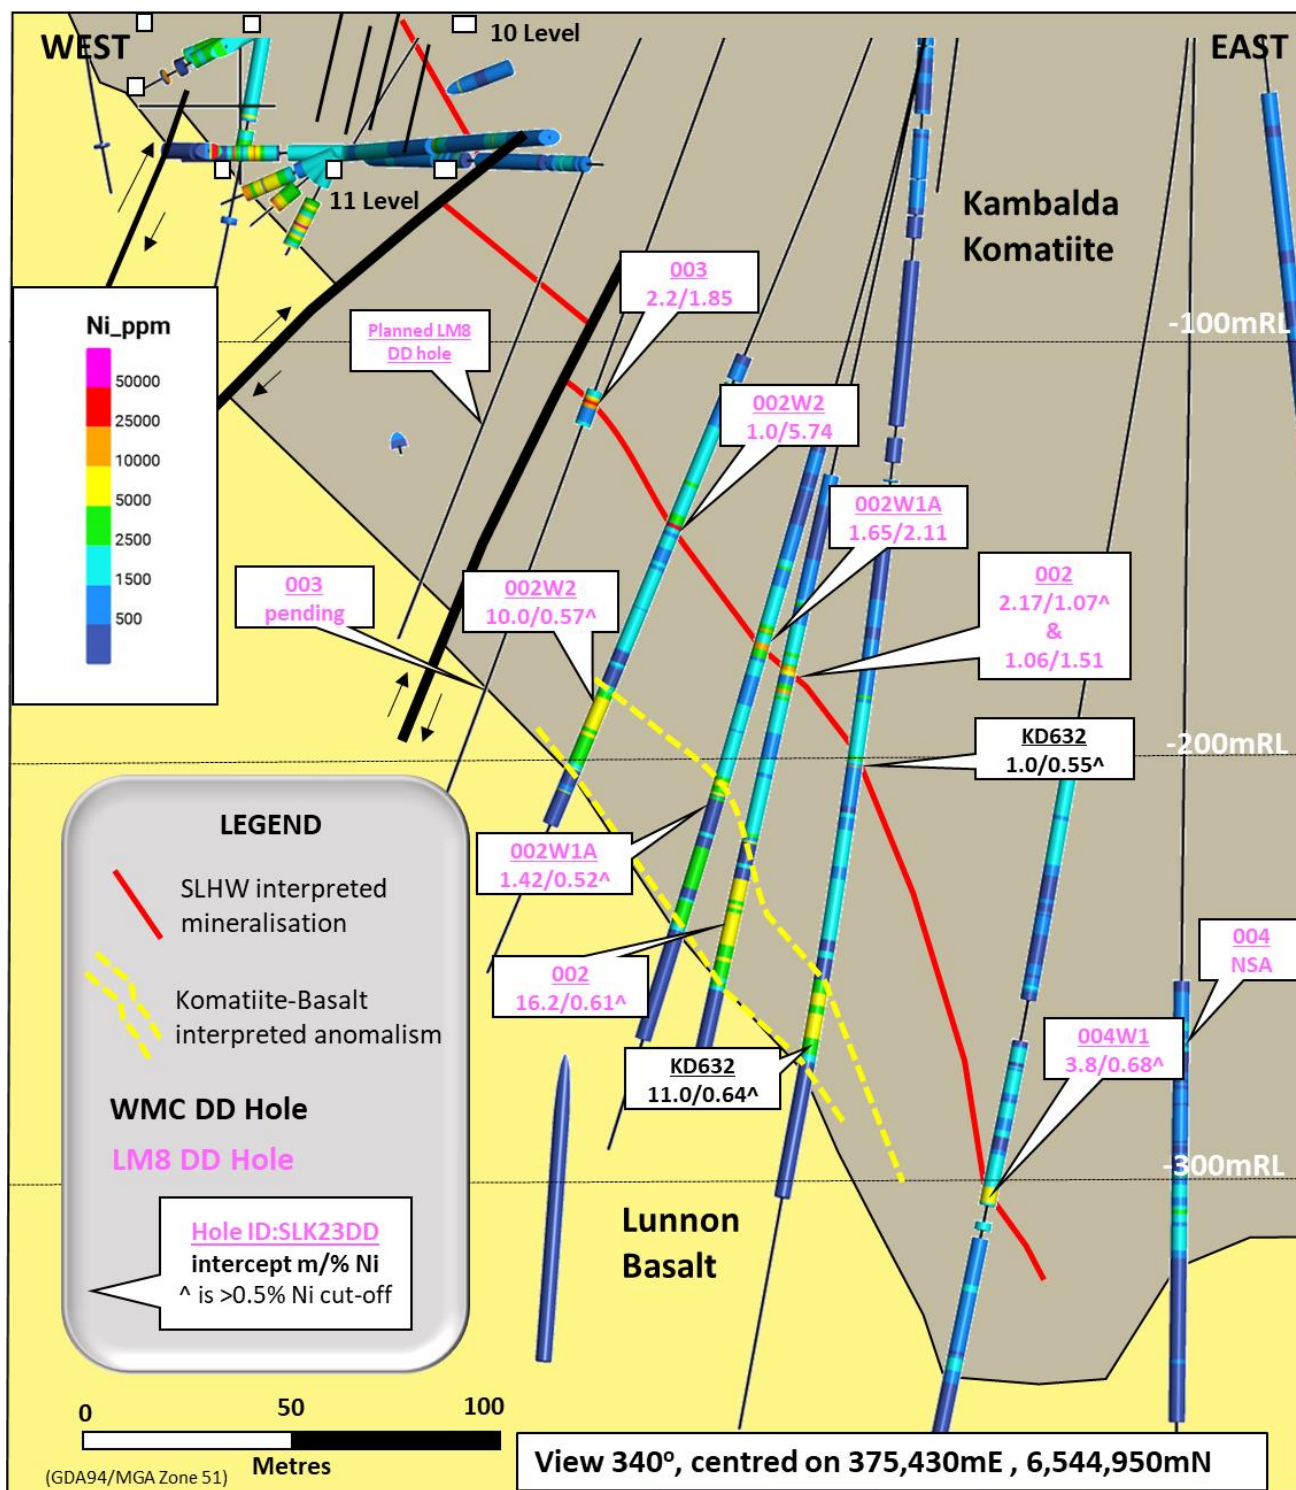 WEST
10 Level
EAST
11 Level
Kambalda
Komatiite
003
2.2/1.85
Ni_ppm
50000
25000
10000
5000
2500
1500
500
Planned LM8
DD hole
-100mRL
002W2
1.0/5.74
002W1A
1.65/2.11
003
pending
002W2
10.0/0.57^
002
2.17/1.07^
&
1.06/1.51
KD632
1.0/0.55^
-200mRL
LEGEND
SLHW interpreted
mineralisation
Komatiite-Basalt
interpreted anomalism
WMC DD Hole
LM8 DD Hole
Hole ID:SLK23DD
intercept m/% Ni
^ is >0.5% Ni cut-off
002W1A
1.42/0.52^
002
16.2/0.61^
KD632
11.0/0.64^
004
NSA
004W1
3.8/0.68^
-300mRL
Lunnon
Basalt
0
50
100
Metres
(GDA94/MGA Zone 51)
View 340º, centred on 375,430mE , 6,544,950mN